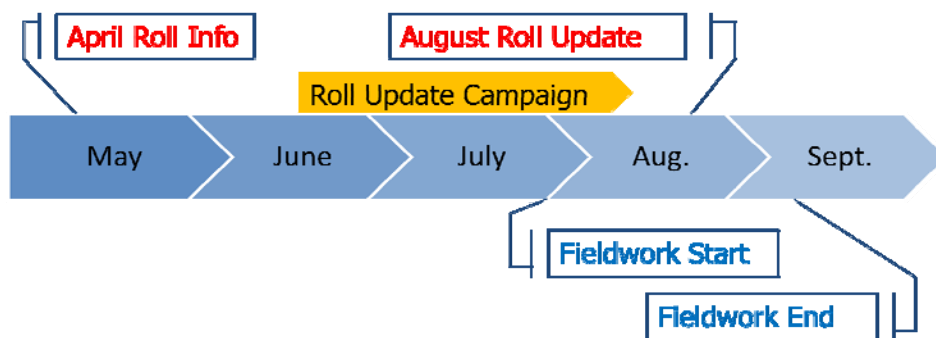 April Roll Info
August Roll Update
Roll Update Campaign
May
June
July
Aug.
Sept.
Fieldwork Start
Fieldwork End